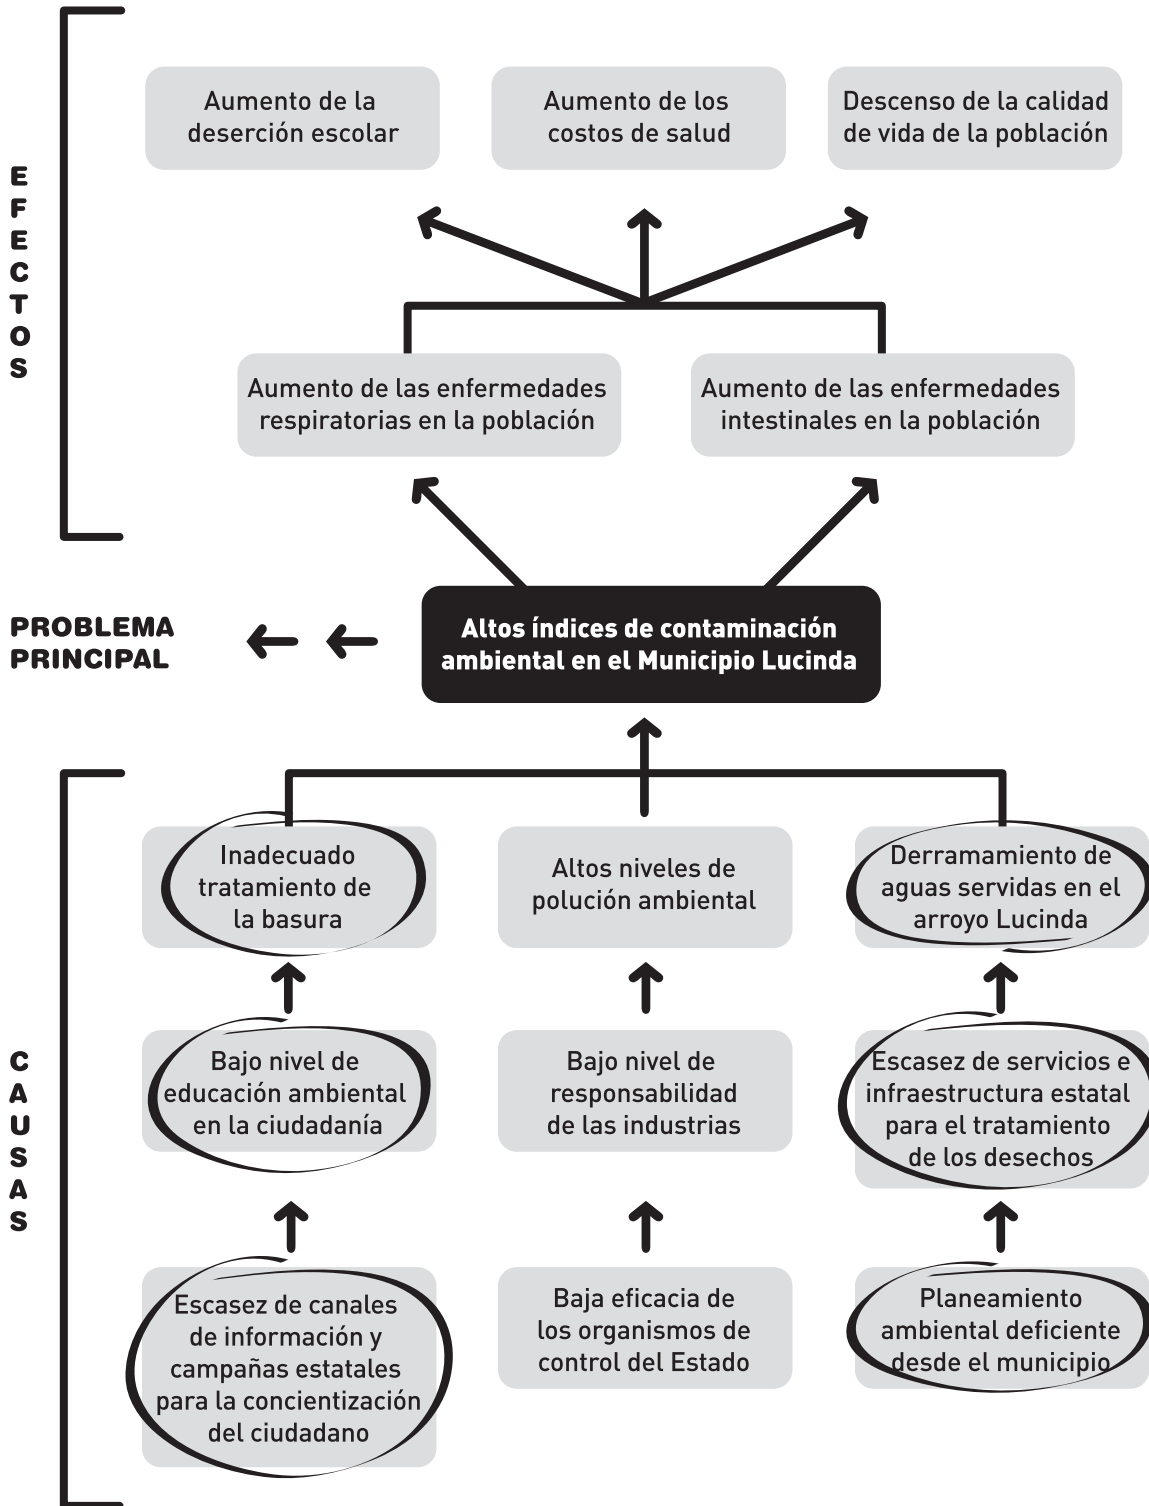 EFECTOS
Aumento de la
deserción escolar
Aumento de los
costos de salud
Descenso de la calidad
de vida de la población
Aumento de las enfermedades
respiratorias en la población
Aumento de las enfermedades
intestinales en la población
PROBLEMA
PRINCIPAL
Altos índices de contaminación
ambiental en el Municipio Lucinda
CAUSAS
Inadecuado
tratamiento de
la basura
Altos niveles de
polución ambiental
Derramamiento de
aguas servidas en el
arroyo Lucinda
Bajo nivel de
educación ambiental
en la ciudadanía
Bajo nivel de
responsabilidad
de las industrias
Escasez de servicios e
infraestructura estatal
para el tratamiento
de los desechos
Escasez de canales
de información y
campañas estatales
para la concientización
del ciudadano
Baja eficacia de
los organismos de
control del Estado
Planeamiento
ambiental deficiente
desde el municipio